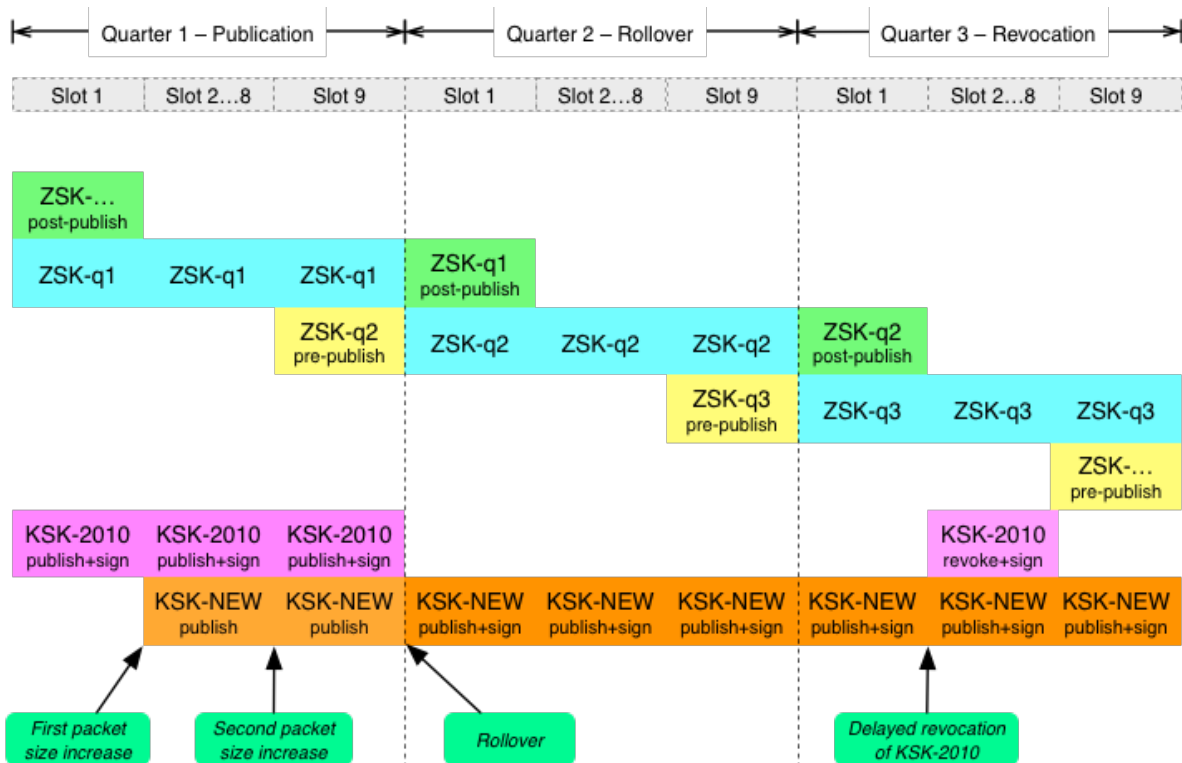 Quarter 1 – Publication Quarter 2 – Rollover Quarter 3 – Revocation
Slot 1 Slot 2...8 Slot 9 Slot 1 Slot 2...8 Slot 9 Slot 1 Slot 2...8 Slot 9
ZSK-...
post-publish
ZSK-q1 ZSK-q1 ZSK-q1 ZSK-q1
post-publish
ZSK-q2 ZSK-q2 ZSK-q2 ZSK-q2 ZSK-q2
pre-publish post-publish
ZSK-q3 ZSK-q3 ZSK-q3 ZSK-q3
pre-publish
ZSK-...
pre-publish
KSK-2010 KSK-2010 KSK-2010 KSK-2010
publish+sign publish+sign publish+sign revoke+sign
KSK-NEW KSK-NEW KSK-NEW KSK-NEW KSK-NEW KSK-NEW KSK-NEW KSK-NEW
publish publish publish+sign publish+sign publish+sign publish+sign publish+sign publish+sign
First packet Second packet Rollover Delayed revocation
size increase size increase of KSK-2010